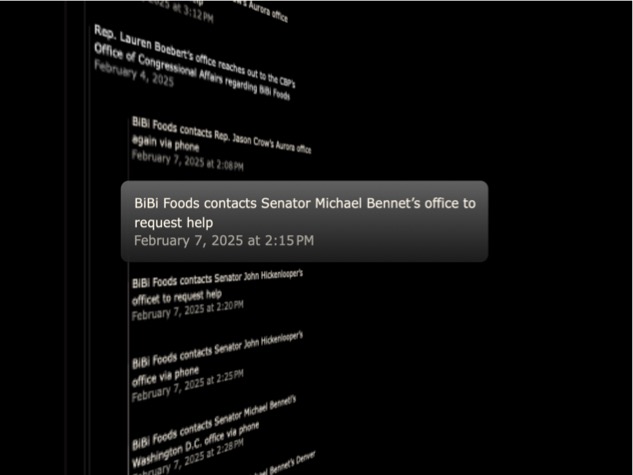 2025 at 3:12 PM
Aurora office
Rep. Lauren Boebert's office reaches out to the CBP's
Office of Congressional Affairs regarding BiBi Foods
February 4, 2025
BiBi Foods contacts Rep. Jason Crow's Aurora office
again via phone
February 7, 2025 at 2:08 PM
BiBi Foods contacts Senator Michael Bennet’s office to
request help
February 7, 2025 at 2:15 PM
BiBi Foods contacts Senator John Hickenlooper's
officet to request help
February 7, 2025 at 2:20 PM
BiBi Foods contacts Senator John Hickenlooper's
office via phone
February 7, 2025 at 2:25 PM
BiBi Foods contacts Senator Michael Bennet's
Washington D.C. office via phone
February 7, 2025 at 2:28 PM
Bennet's Denver